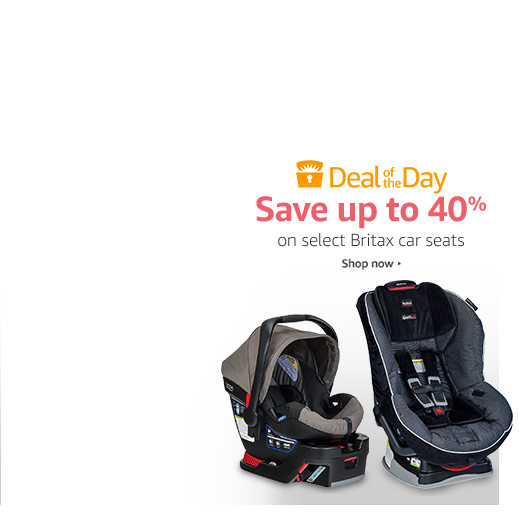 Deal of the Day
Save up to 40%
on select Britax car seats
Shop now ▸